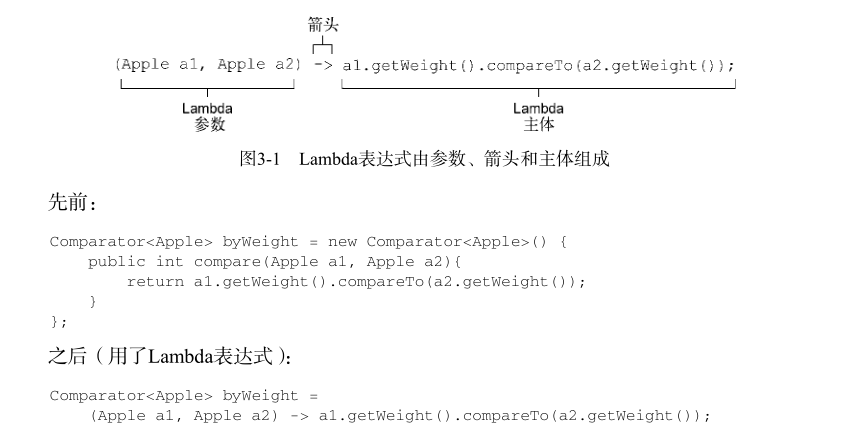 箭头
(Apple a1, Apple a2) -> a1.getWeight().compareTo(a2.getWeight());
Lambda
参数
Lambda
主体
图3-1 Lambda表达式由参数、箭头和主体组成
先前：
Comparator<Apple> byWeight = new Comparator<Apple>() {
    public int compare(Apple a1, Apple a2){
        return a1.getWeight().compareTo(a2.getWeight());
    }
};
之后（用了Lambda表达式）：
Comparator<Apple> byWeight =
    (Apple a1, Apple a2) -> a1.getWeight().compareTo(a2.getWeight());